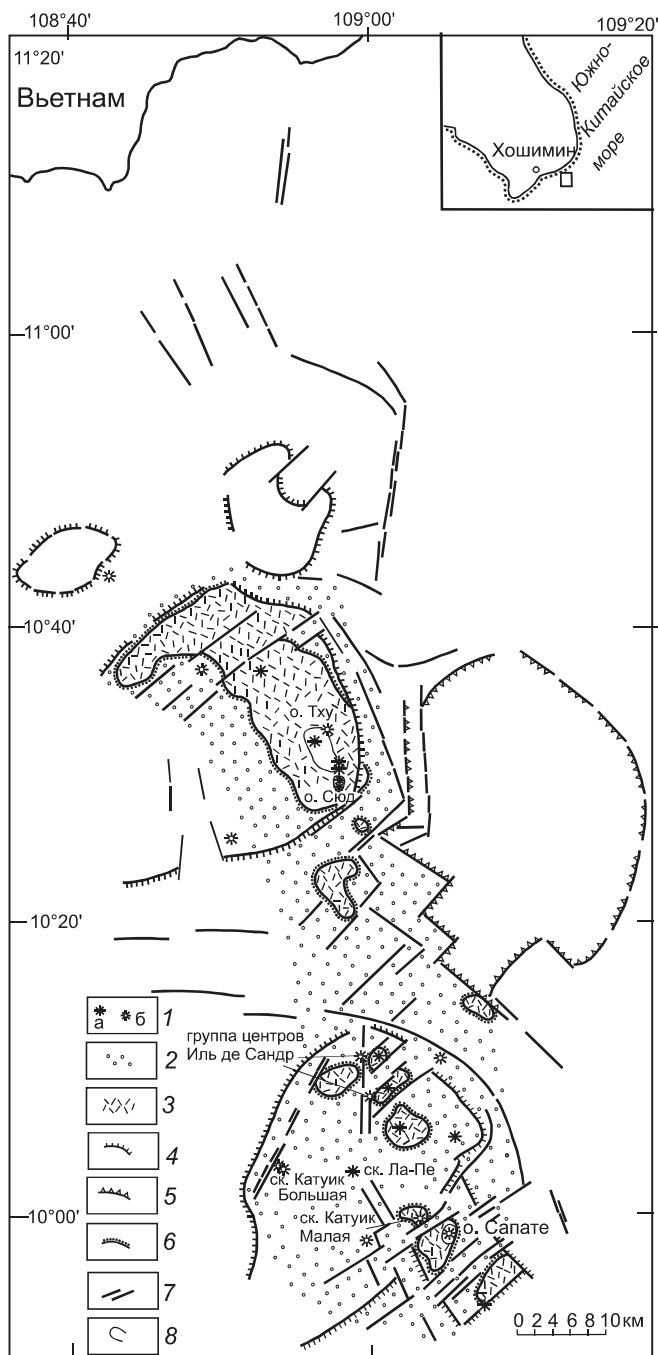 108°40' 109°00' 109°20'
11°20'
Вьетнам
Южно-
Китайское
море
Хошимин
11°00'
10°40'
о. Тху
о. Сюд
10°20'
а б 1
2
3
4
5
6
7
8
группа центров
Иль де Сандр
ск. Катуик
Большая
ск. Ла-Пе
ск. Катуик
Малая
о. Сапате
10°00'
0 2 4 6 8 10 км